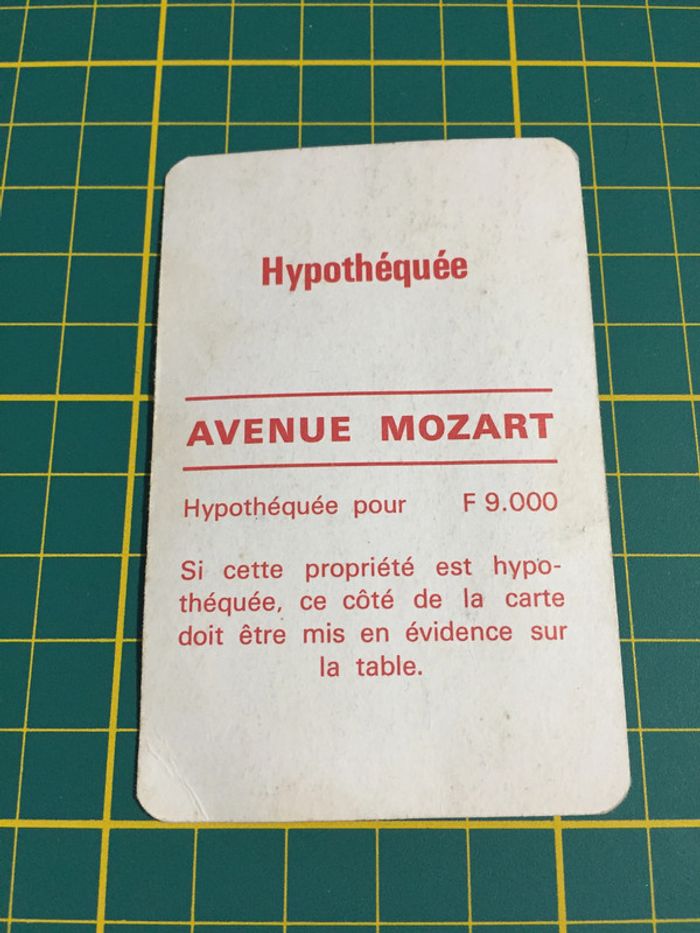 Hypothéquée
AVENUE MOZART
Hypothéquée pour F 9.000
Si cette propriété est hypo-
théquée, ce côté de la carte
doit être mis en évidence sur
la table.